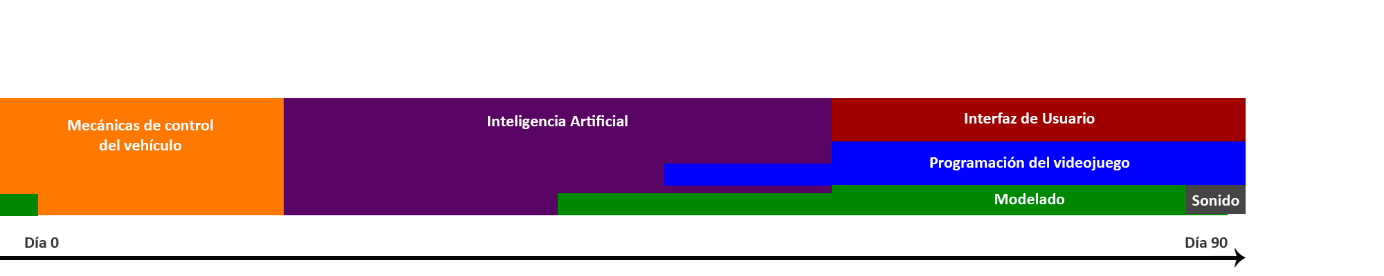 Mecánicas de control
del vehículo
Inteligencia Artificial
Interfaz de Usuario
Programación del videojuego
Modelado
Sonido
Día 0
Día 90